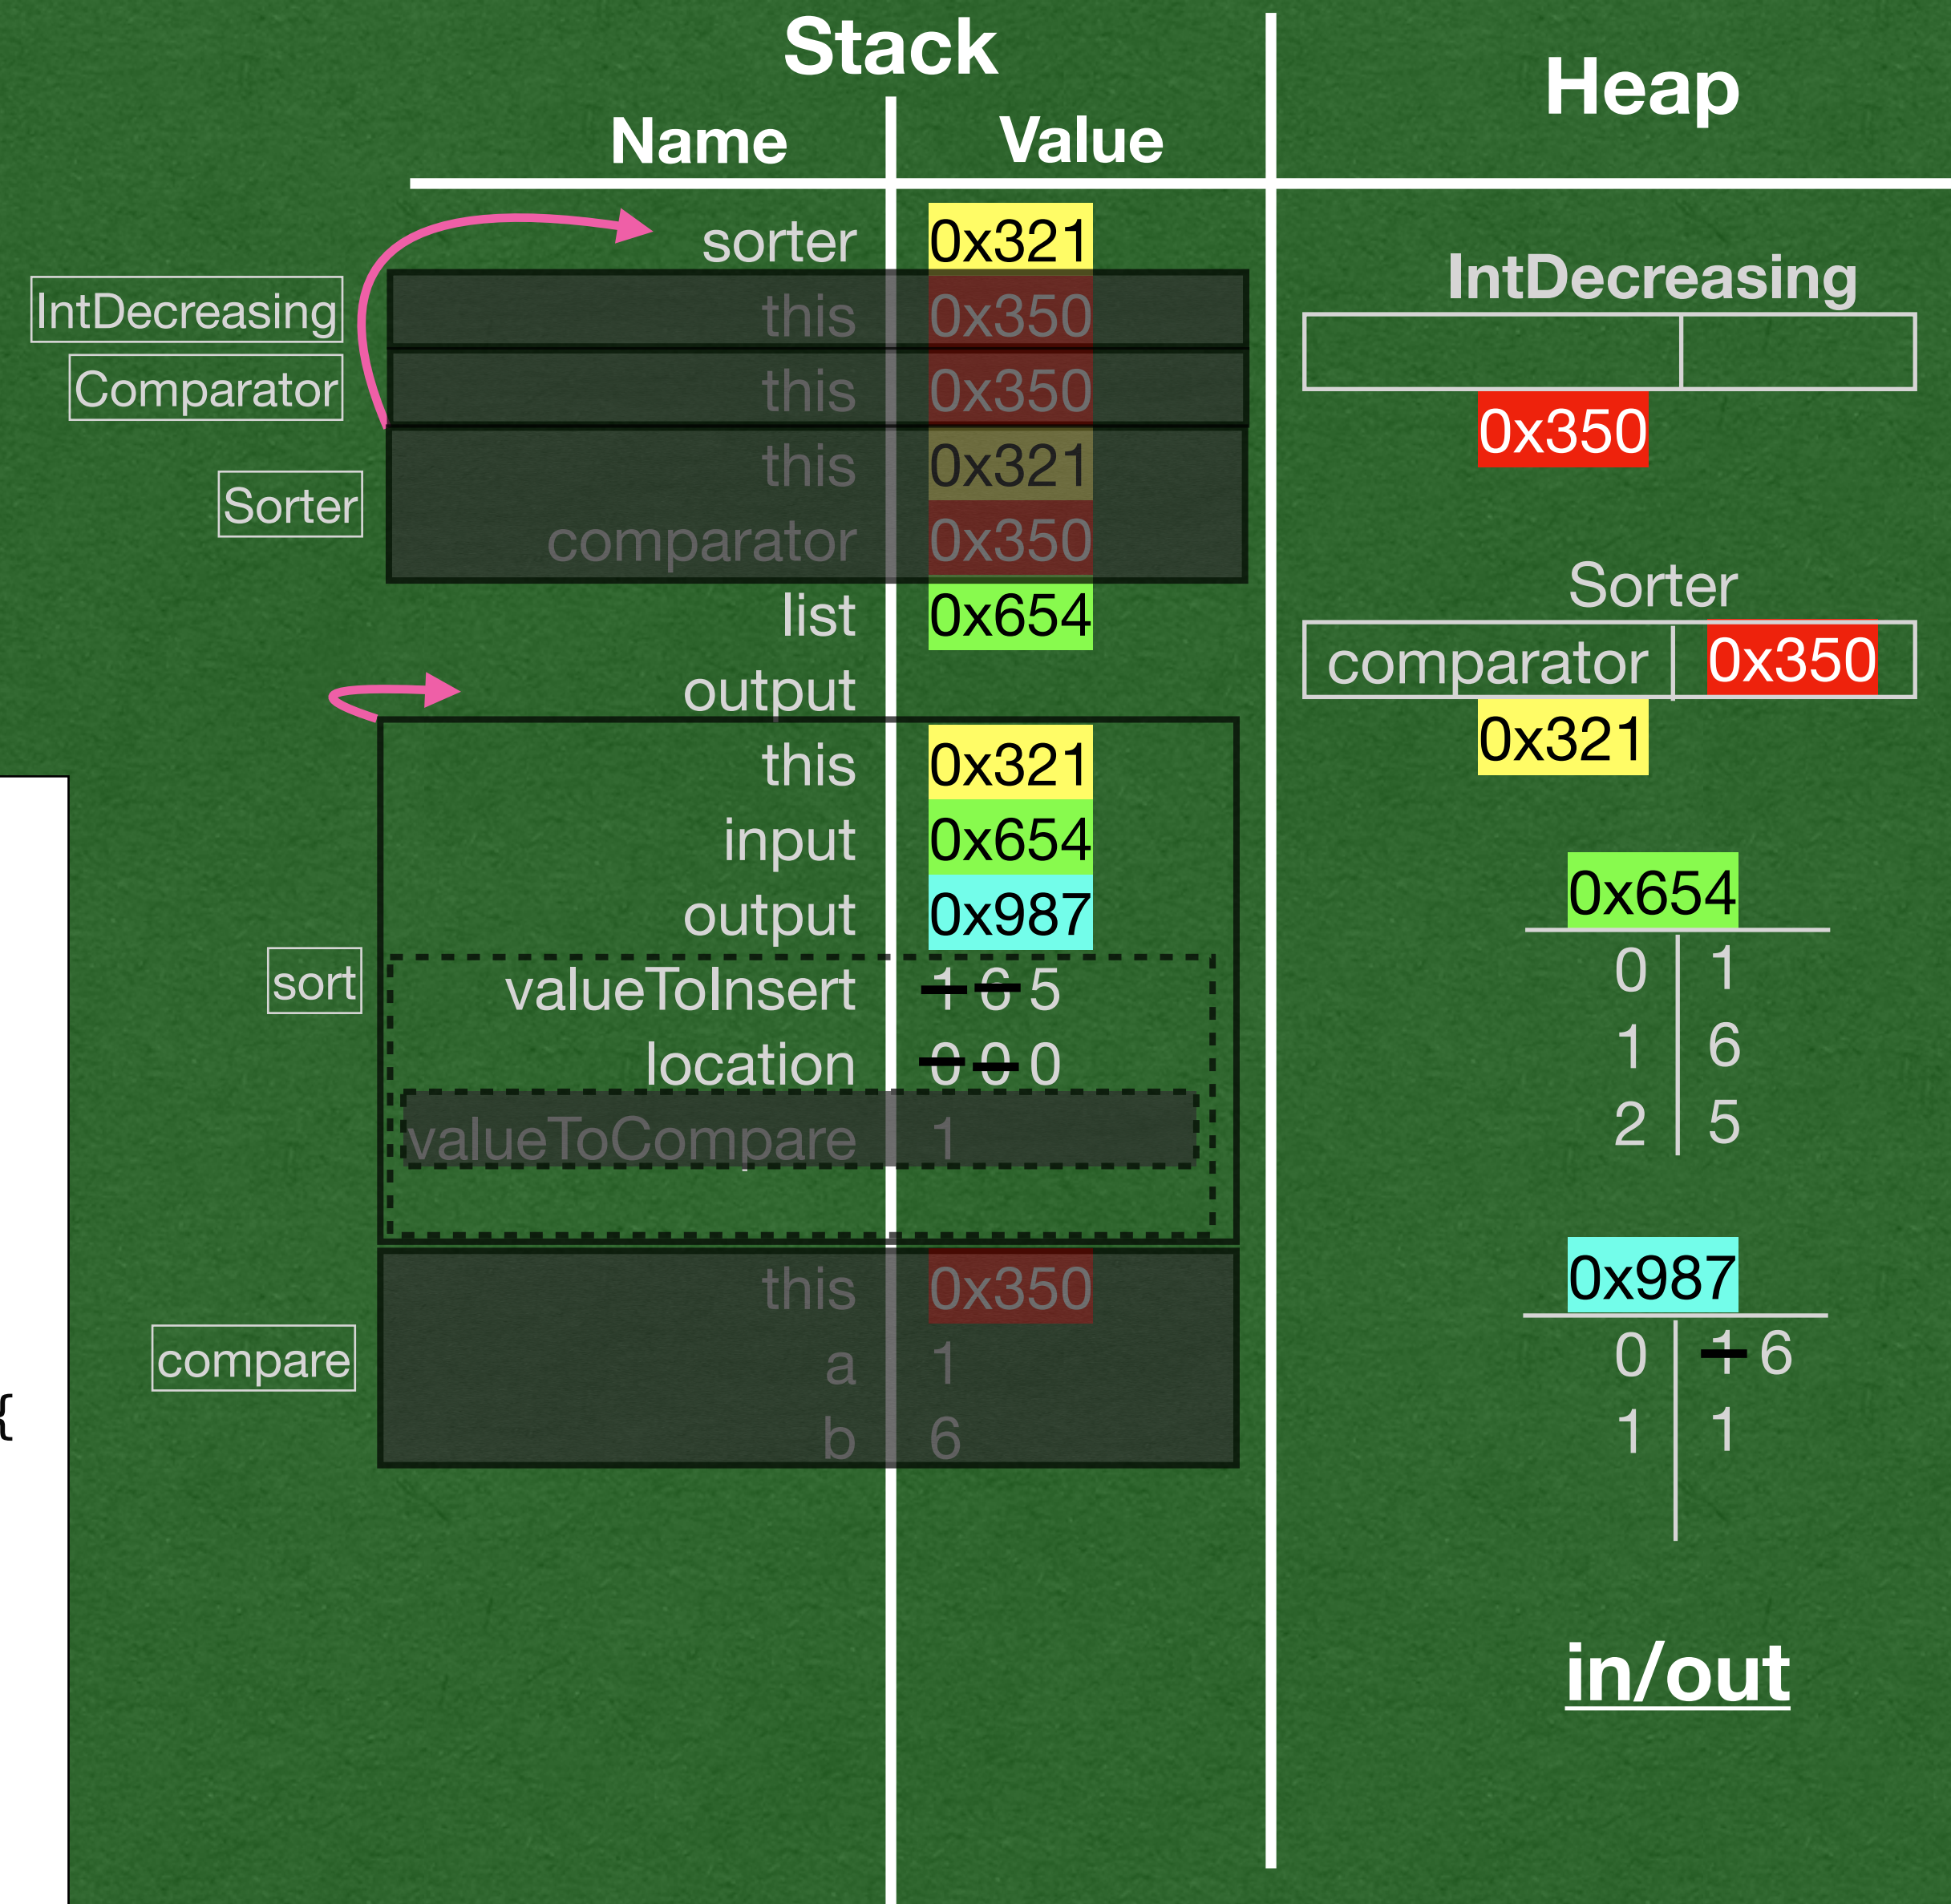 Stack
Heap
Name Value
sorter 0x321
IntDecreasing
IntDecreasing this 0x350
Comparator this 0x350
0x350
this 0x321
Sorter
comparator 0x350
Sorter
list 0x654
comparator 0x350
output
0x321
this 0x321
input 0x654
0x654
output 0x987
0 1
sort
valueToInsert 1 6 5
location 0 0 0
1 6
valueToCompare 1
2 5
this 0x350
0x987
compare
a 1
0 1 6
{
b 6
1 1
in/out